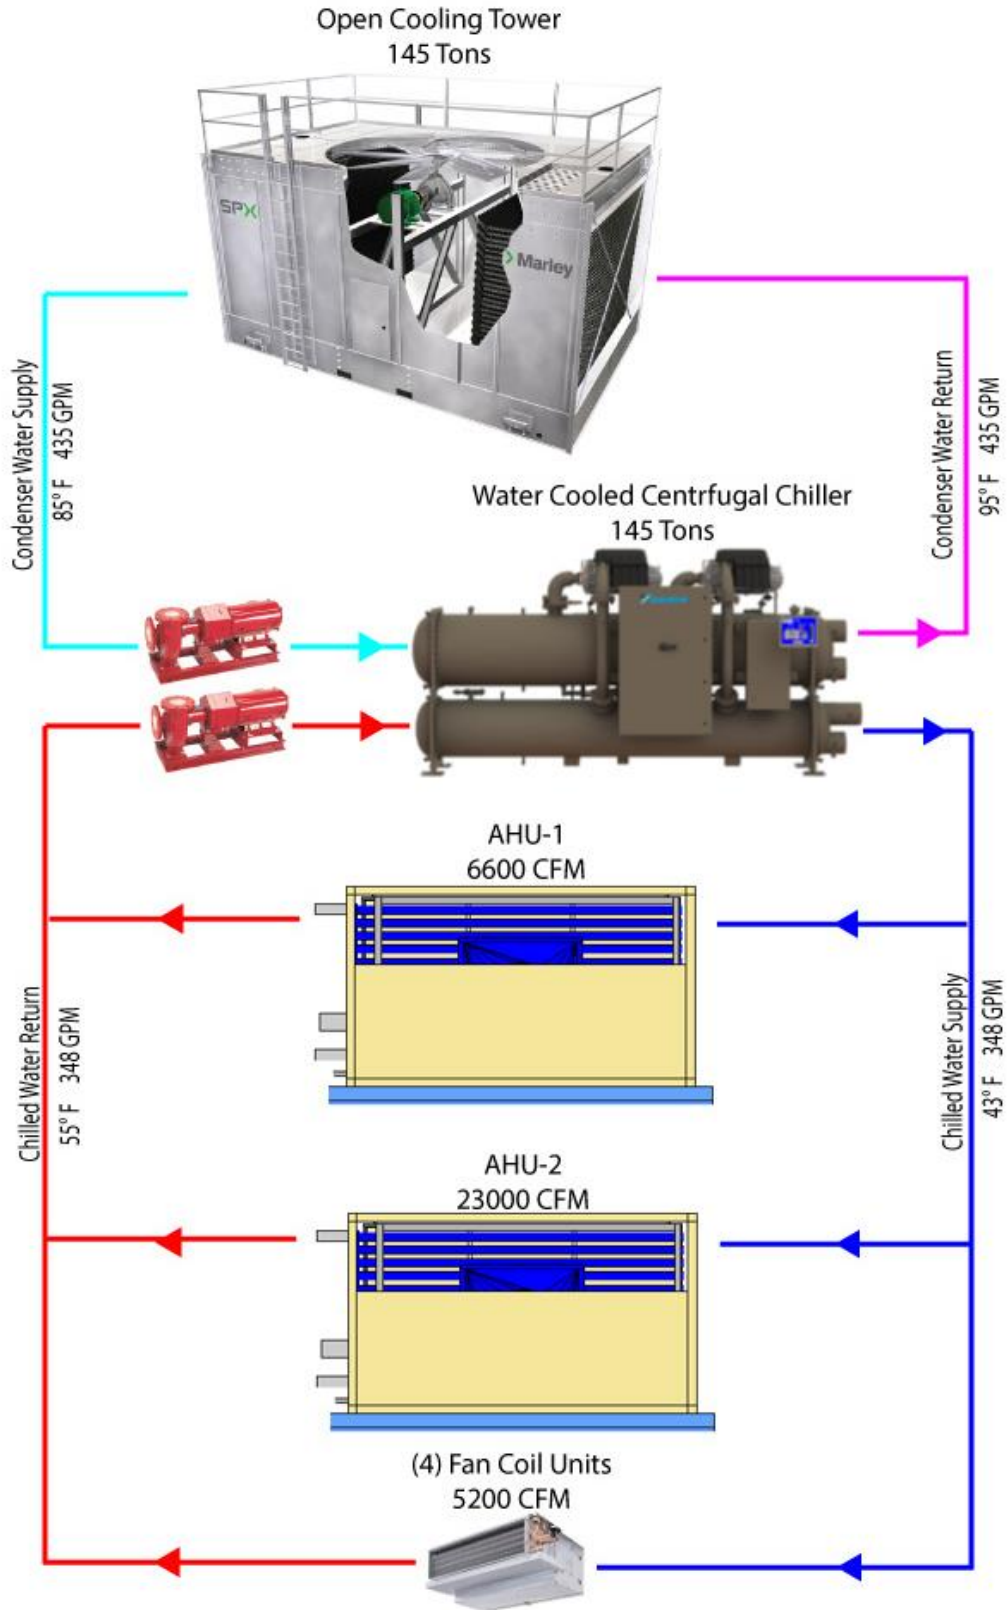 Open Cooling Tower
145 Tons
SPX
Marley
Condenser Water Supply
85° F 435 GPM
Condenser Water Return
95° F 435 GPM
Water Cooled Centrfugal Chiller
145 Tons
AHU-1
6600 CFM
Chilled Water Return
55° F 348 GPM
Chilled Water Supply
43° F 348 GPM
AHU-2
23000 CFM
(4) Fan Coil Units
5200 CFM